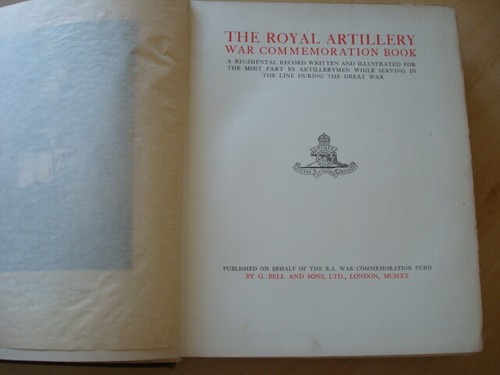 THE ROYAL ARTILLERY
WAR COMMEMORATION BOOK
A REGIMENTAL RECORD WRITTEN AND ILLUSTRATED FOR
THE MOST PART BY ARTILLERYMEN WHILE SERVING IN
THE LINE DURING THE GREAT WAR
PUBLISHED ON BEHALF OF THE R.A. WAR COMMEMORATION FUND
BY G. BELL AND SONS, LTD., LONDON, MCMXX